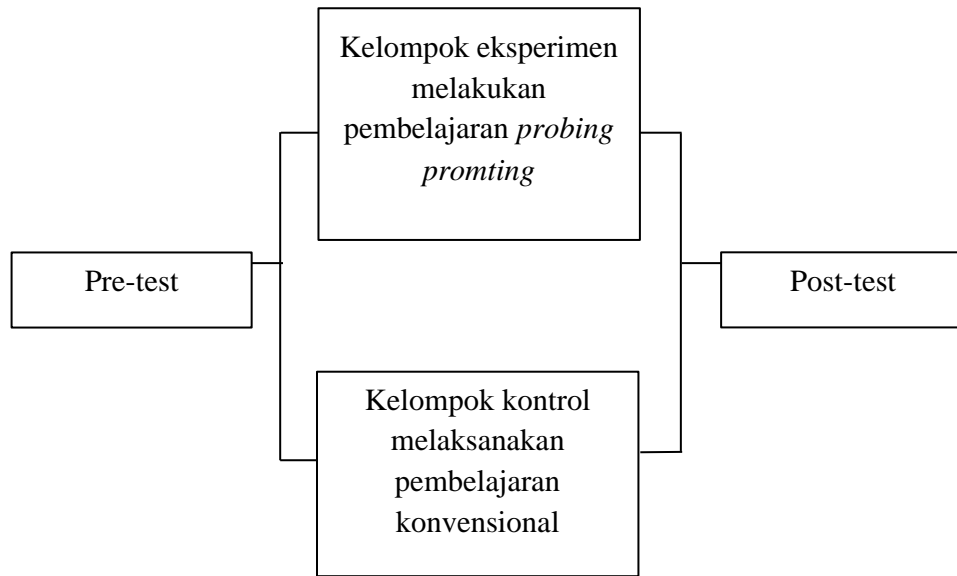 Kelompok eksperimen
melakukan
pembelajaran probing
promting
Pre-test
Post-test
Kelompok kontrol
melaksanakan
pembelajaran
konvensional